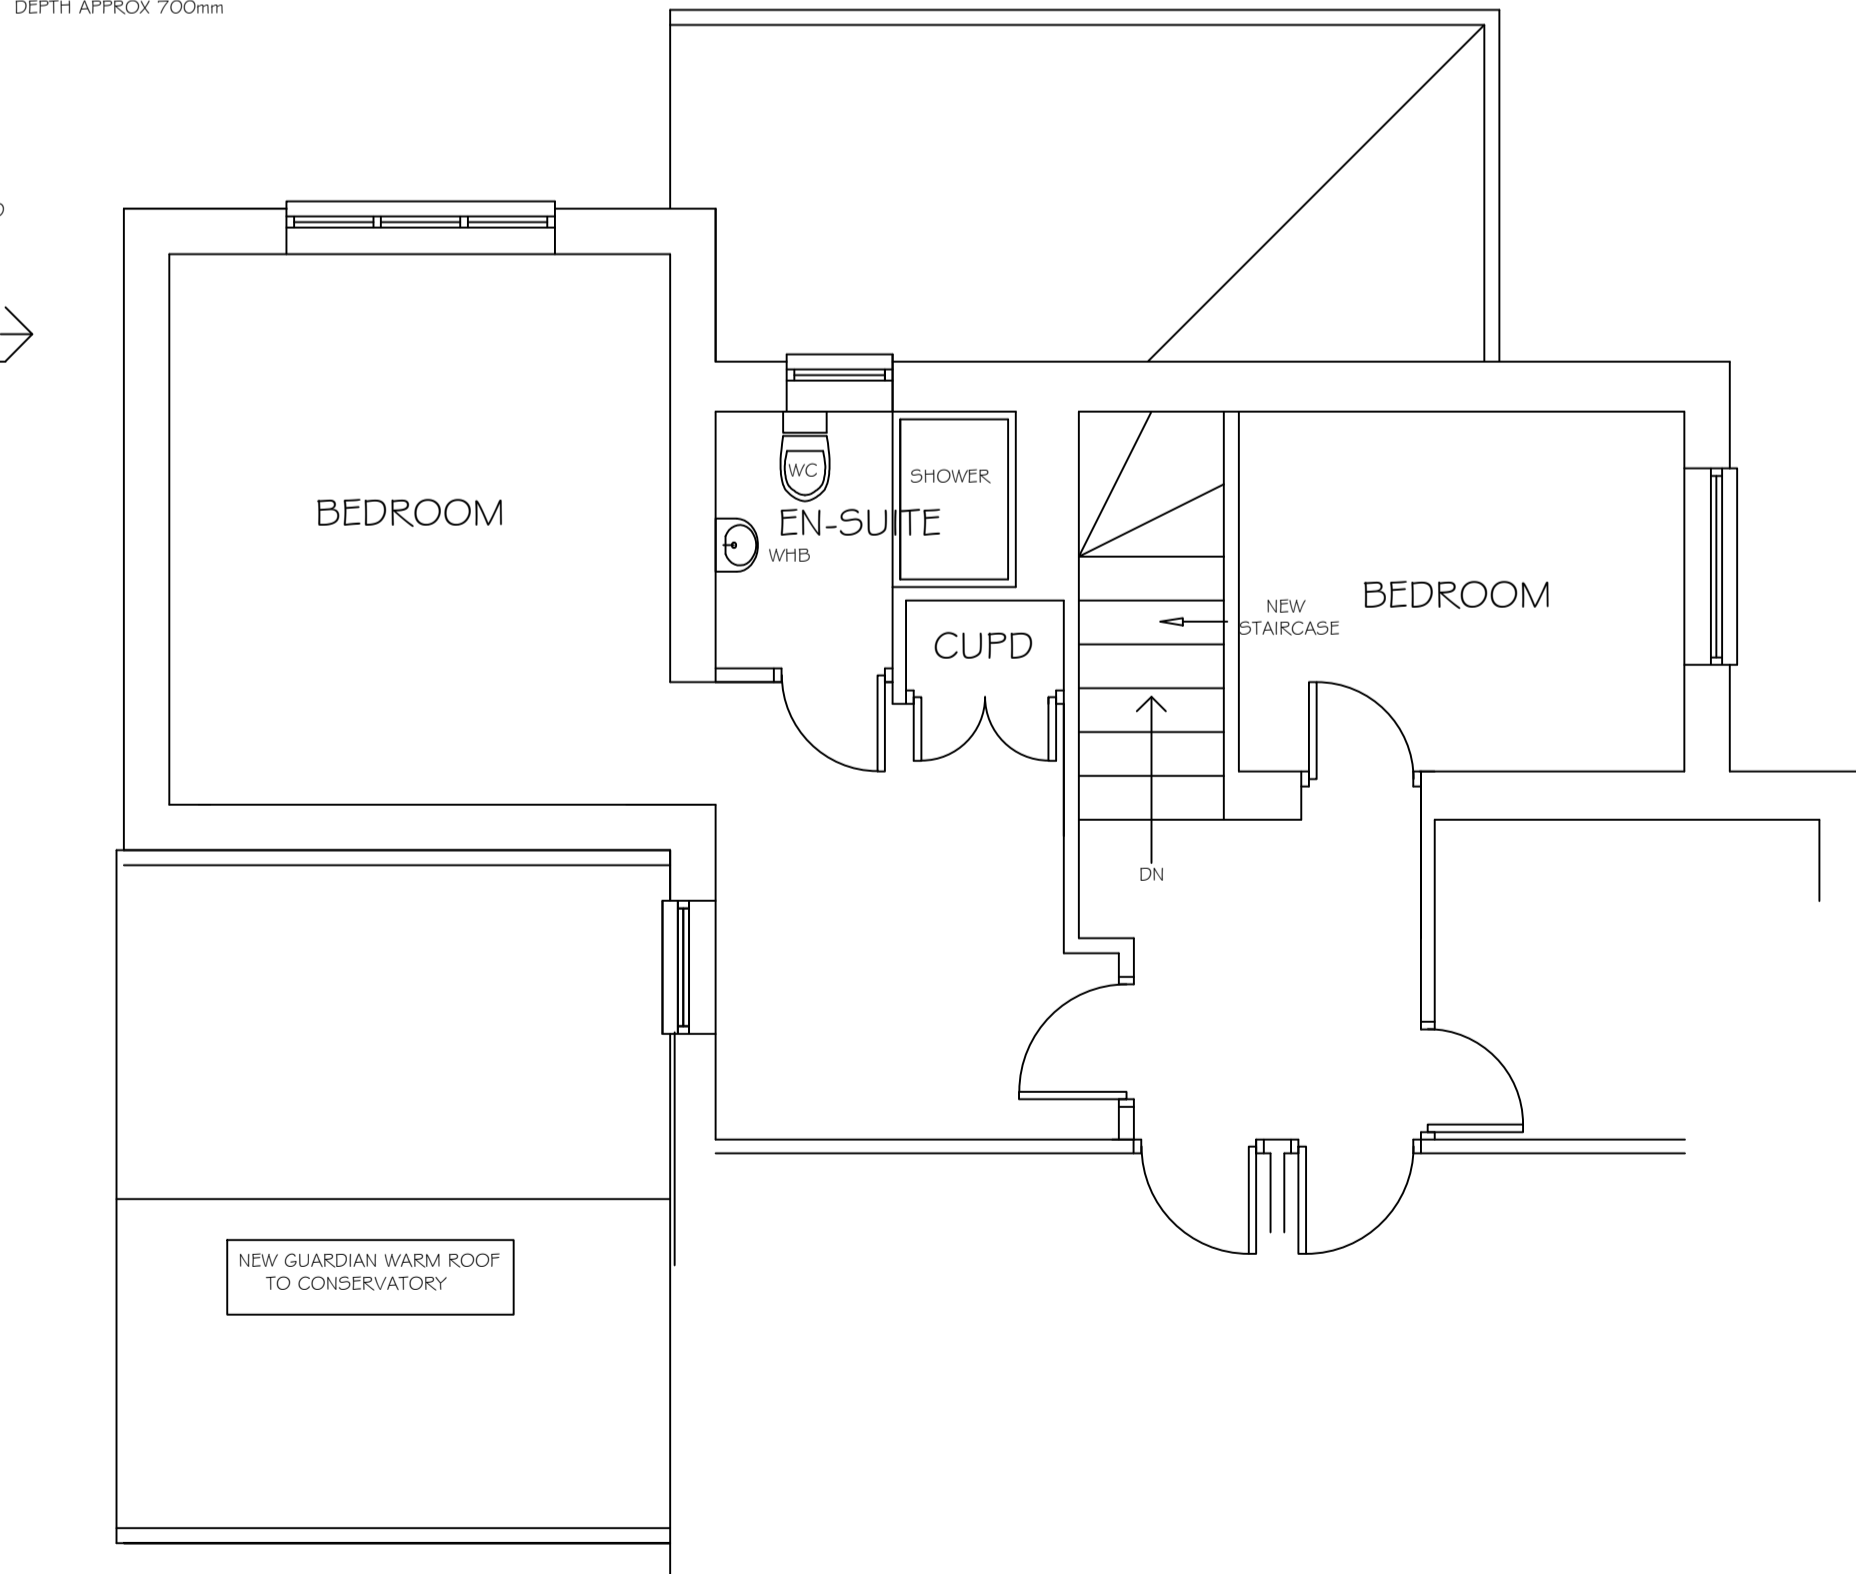 DEPTH APPROX 700mm
BEDROOM
WC
SHOWER
EN-SUITE
WHB
CUPD
NEW
STAIRCASE
BEDROOM
DN
NEW GUARDIAN WARM ROOF
TO CONSERVATORY